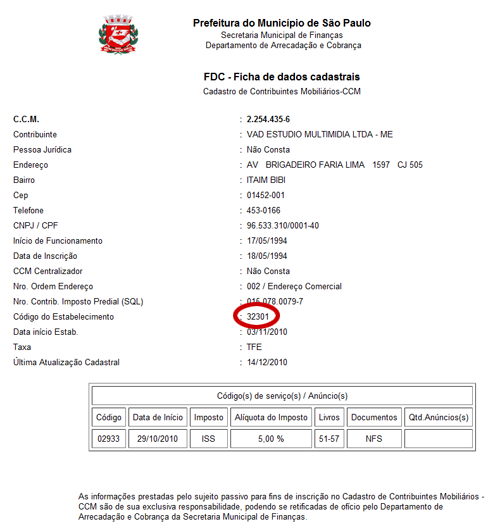 Prefeitura do Municipio de São Paulo
Secretaria Municipal de Finanças
Departamento de Arrecadação e Cobrança
FDC - Ficha de dados cadastrais
Cadastro de Contribuintes Mobiliários-CCM
C.C.M. : 2.254.435-6
Contribuinte : VAD ESTUDIO MULTIMIDIA LTDA - ME
Pessoa Jurídica : Não Consta
Endereço : AV BRIGADEIRO FARIA LIMA 1597 CJ 505
Bairro : ITAIM BIBI
Cep : 01452-001
Telefone : 453-0166
CNPJ / CPF : 96.533.310/0001-40
Início de Funcionamento : 17/05/1994
Data de Inscrição : 18/05/1994
CCM Centralizador : Não Consta
Nro. Ordem Endereço : 002 / Endereço Comercial
Nro. Contrib. Imposto Predial (SQL) : 016.078.0079-7
Código do Estabelecimento : 32301
Data início Estab. : 03/11/2010
Taxa : TFE
Última Atualização Cadastral : 14/12/2010
Código(s) de serviço(s) / Anúncio(s)
Código Data de Início Imposto Alíquota do Imposto Livros Documentos Qtd.Anúncios(s)
02933 29/10/2010 ISS 5,00 % 51-57 NFS
As informações prestadas pelo sujeito passivo para fins de inscrição no Cadastro de Contribuintes Mobiliários -
CCM são de sua exclusiva responsabilidade, podendo ser retificadas de ofício pelo Departamento de
Arrecadação e Cobrança da Secretaria Municipal de Finanças.